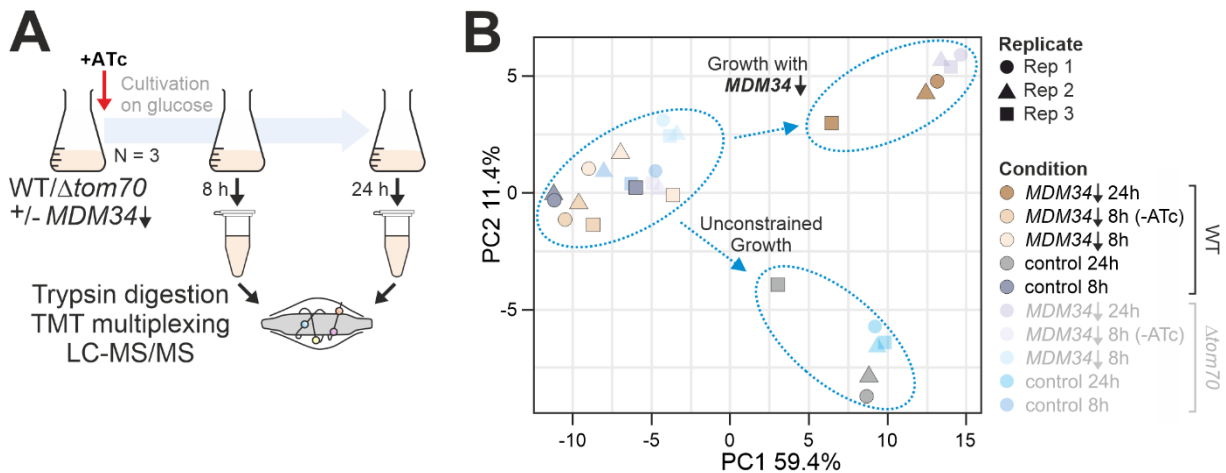 A
+ATc
Cultivation
on glucose
N = 3
WT/Δtom70
+/- MDM34↓
8 h
24 h
Trypsin digestion
TMT multiplexing
LC-MS/MS
B
PC2 11.4%
5
0
-5
-10
-5
0
5
10
15
PC1 59.4%
Growth with
MDM34↓
Unconstrained
Growth
Replicate
Rep 1
Rep 2
Rep 3
Condition
MDM34↓ 24h
MDM34↓ 8h (-ATc)
MDM34↓ 8h
control 24h
control 8h
WT
MDM34↓ 24h
MDM34↓ 8h (-ATc)
MDM34↓ 8h
control 24h
control 8h
Δtom70